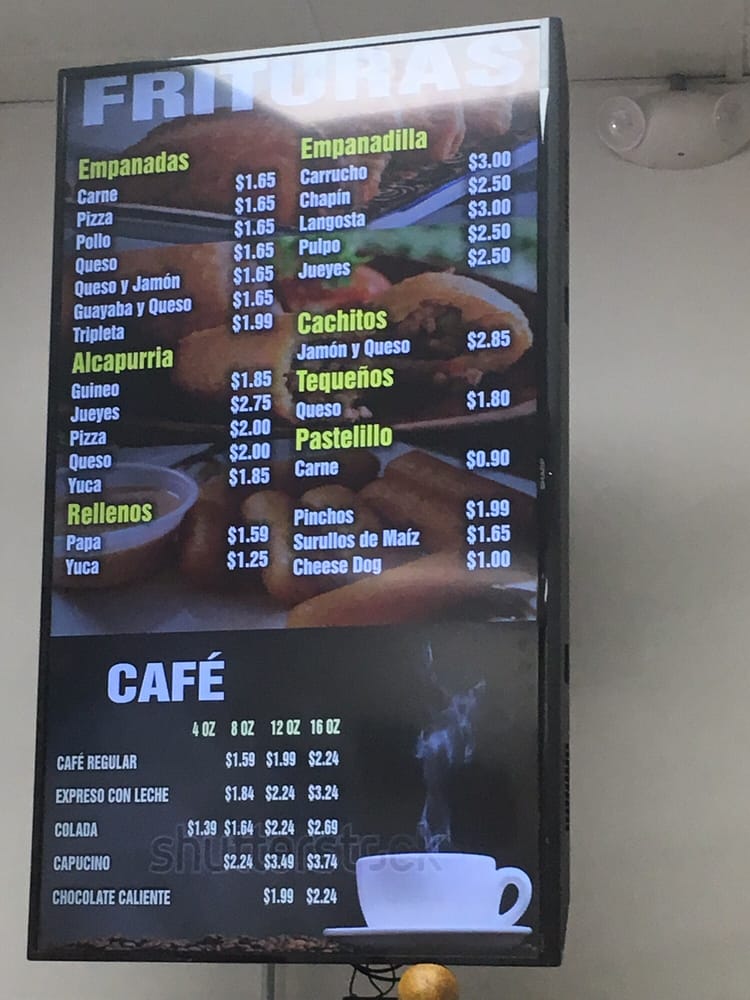 FRITURAS
Empanadas
Carne $1.65
Pizza $1.65
Pollo $1.65
Queso $1.65
Queso y Jamón $1.65
Guayaba y Queso $1.65
Tripleta $1.99
Alcapurria
Guineo $1.85
Jueyes $2.75
Pizza $2.00
Queso $2.00
Yuca $1.85
Rellenos
Papa $1.59
Yuca $1.25
Empanadilla
Carrucho $3.00
Chapín $2.50
Langosta $3.00
Pulpo $2.50
Jueyes $2.50
Cachitos
Jamón y Queso $2.85
Tequeños
Queso $1.80
Pastelillo
Carne $0.90
Pinchos $1.99
Surullos de Maíz $1.65
Cheese Dog $1.00
CAFÉ
4 OZ 8 OZ 12 OZ 16 OZ
CAFÉ REGULAR $1.59 $1.99 $2.24
EXPRESO CON LECHE $1.84 $2.24 $3.24
COLADA $1.39 $1.64 $2.24 $2.69
CAPUCINO $2.24 $3.49 $3.74
CHOCOLATE CALIENTE $1.99 $2.24
shutterstock
SHARP